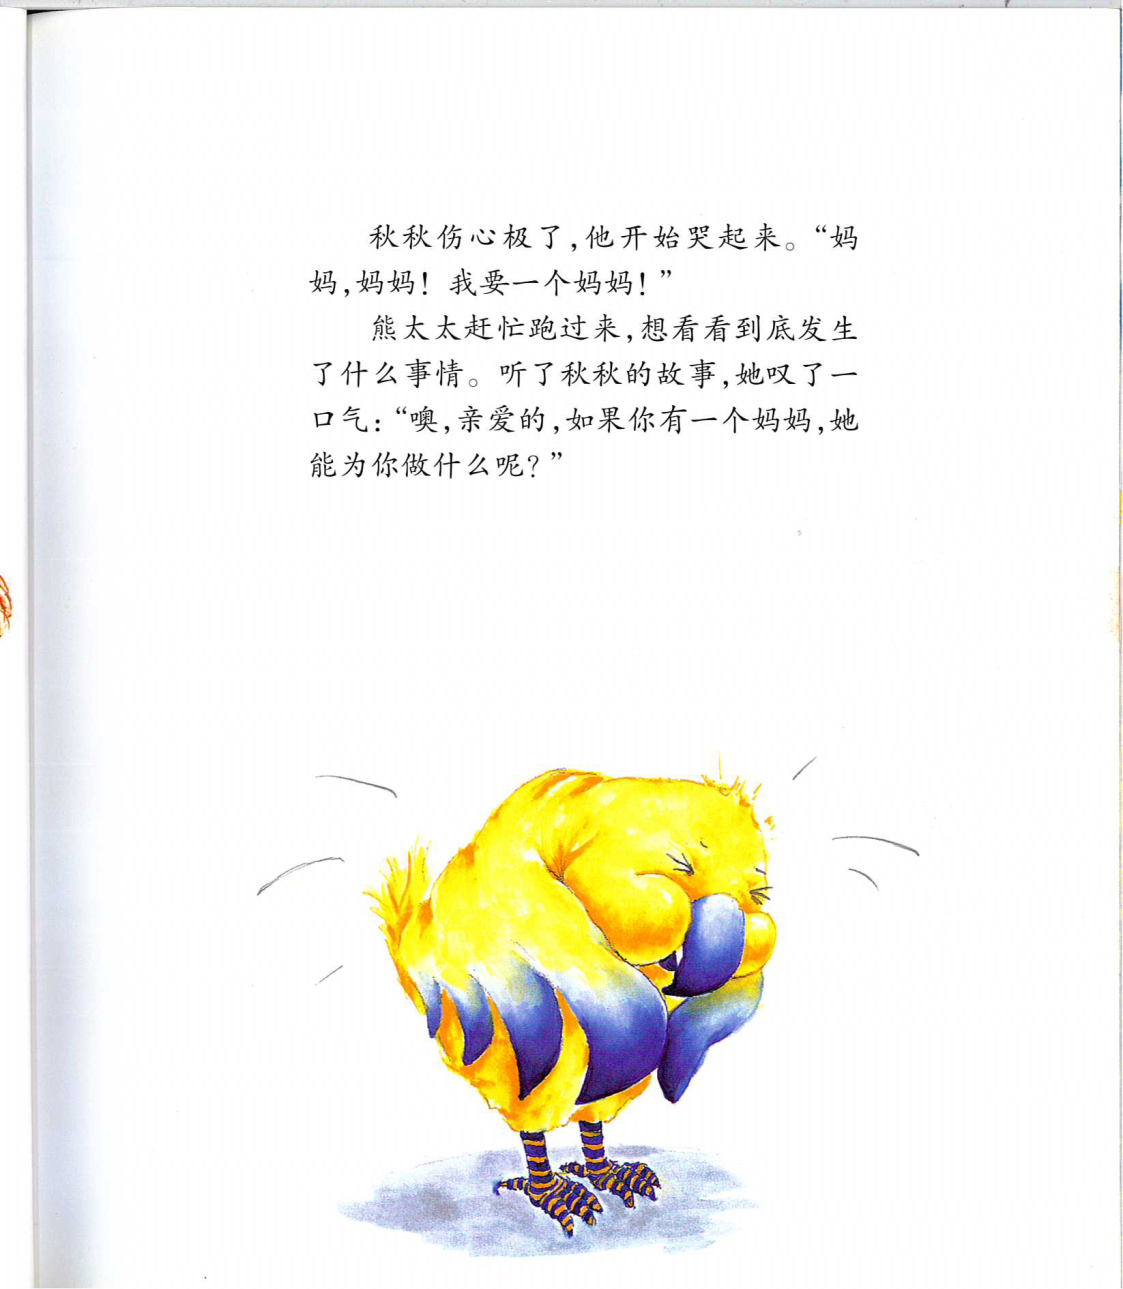 秋秋伤心极了,他开始哭起来。“妈
妈,妈妈！我要一个妈妈！”
熊太太赶忙跑过来,想看看到底发生
了什么事情。听了秋秋的故事,她叹了一
口气：“噢,亲爱的,如果你有一个妈妈,她
能为你做什么呢？”